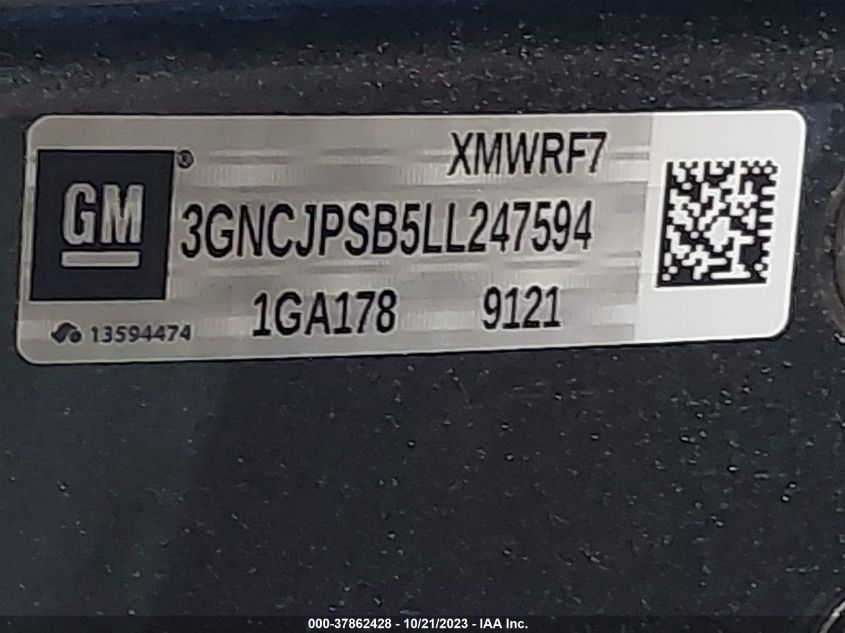 XMWRF7
GM®
3GNCJPSB5LL247594
1GA178 9121
13594474
000-37862428 - 10/21/2023 - IAA Inc.